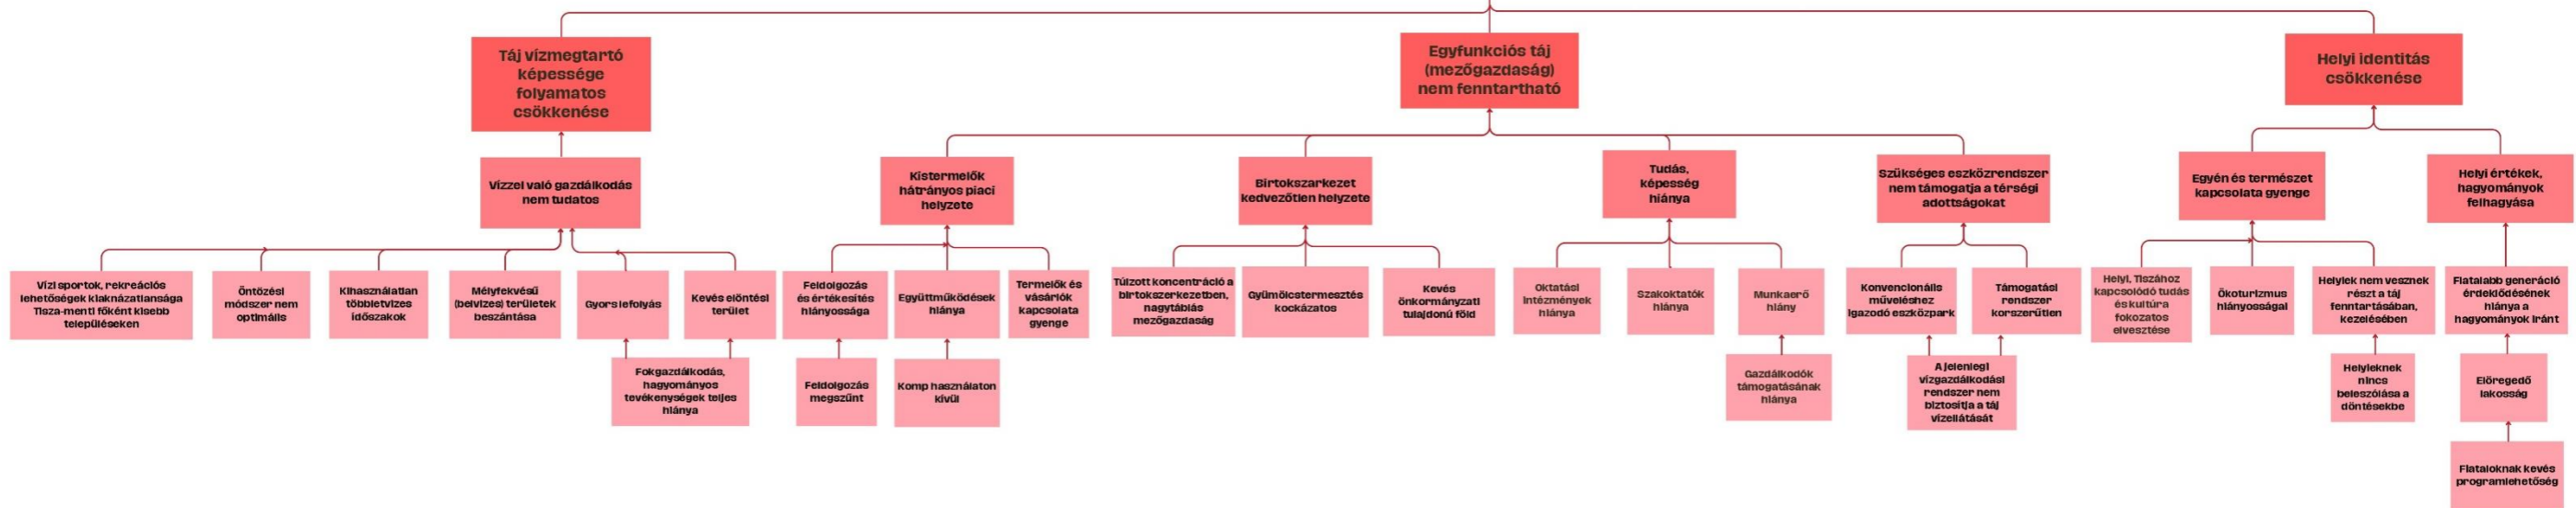 Táj vízmegtartó
képessége
folyamatos
csökkenése
Egyfunkciós táj
(mezőgazdaság)
nem fenntartható
Helyi identitás
csökkenése
Vízzel való gazdálkodás
nem tudatos
Kistermelők
hátrányos piaci
helyzete
Birtokszarkezet
kedvezőtlen helyzete
Tudás,
képesség
hiánya
Szükséges eszközrendszer
nem támogatja a térségi
adottságokat
Egyén és természet
kapcsolata gyenge
Helyi értékek,
hagyományok
felhagyása
Vízi sportok, rekreációs
lehetőségek kiaknázatlansága
Tisza-menti főként kisebb
településeken
Öntözési
módszer nem
optimális
Kihasználatlan
többletvizes
időszakok
Mélyfekvésű
(belvizes) területek
beszántása
Gyors lefolyás
Kevés elöntési
terület
Feldolgozás
és értékesítés
hiányossága
Együttműködések
hiánya
Termelők és
vásárlók
kapcsolata
gyenge
Túlzott koncentráció a
birtokszerkezetben,
nagytáblás
mezőgazdaság
Gyümölcstermesztés
kockázatos
Kevés
önkormányzati
tulajdonú föld
Oktatási
intézmények
hiánya
Szakoktatók
hiánya
Munkaerő
hiány
Konvencionális
műveléshez
igazodó eszközpark
Támogatási
rendszer
korszerűtlen
Helyi, Tiszához
kapcsolódó tudás
és kultúra
fokozatos
elvesztése
Ökoturizmus
hiányosságai
Helyiek nem vesznek
részt a táj
fenntartásában,
kezelésében
Fiatalabb generáció
érdeklődésének
hiánya a
hagyományok iránt
Fokgazdálkodás,
hagyományos
tevékenységek teljes
hiánya
Feldolgozás
megszűnt
Komp használaton
kívül
Gazdálkodók
támogatásának
hiánya
A jelenlegi
vízgazdálkodási
rendszer nem
biztosítja a táj
vízellátását
Helyieknek
nincs
beleszólása a
döntésekbe
Elöregedő
lakosság
Fiataloknak kevés
programlehetőség